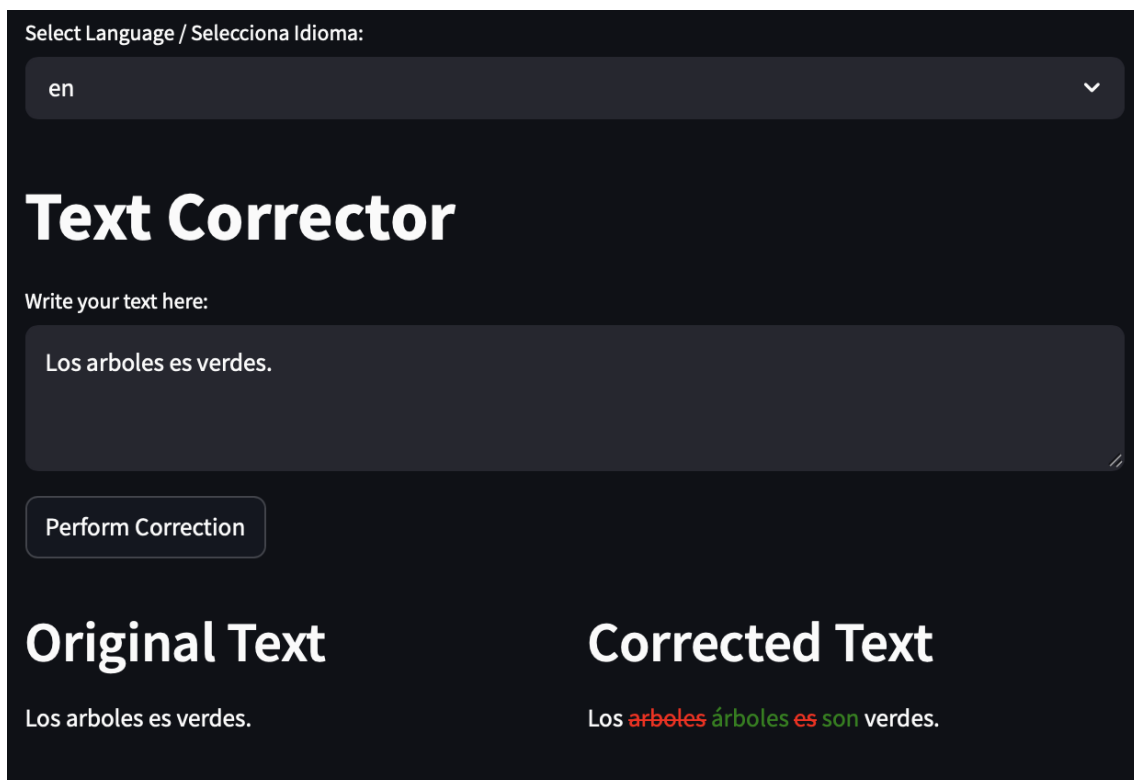 Select Language / Selecciona Idioma:
en
Text Corrector
Write your text here:
Los arboles es verdes.
Perform Correction
Original Text
Los arboles es verdes.
Corrected Text
Los arboles árboles es son verdes.